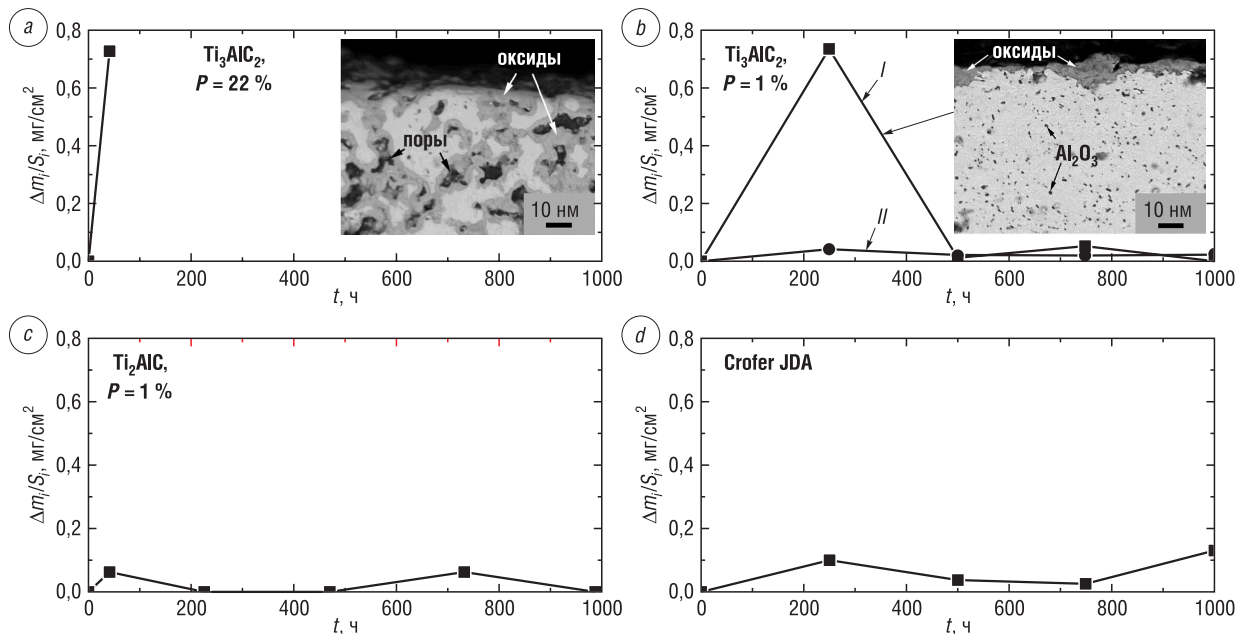 a
0,8
0,6
0,4
0,2
0,0
Δmᵢ/Sᵢ, мг/см²
Ti₃AlC₂,
P = 22 %
оксиды
поры
10 нм
0 200 400 600 800 1000
t, ч
b
0,8
0,6
0,4
0,2
0,0
Δmᵢ/Sᵢ, мг/см²
Ti₃AlC₂,
P = 1 %
I
II
оксиды
Al₂O₃
10 нм
0 200 400 600 800 1000
t, ч
c
0,8
0,6
0,4
0,2
0,0
Δmᵢ/Sᵢ, мг/см²
Ti₂AlC,
P = 1 %
0 200 400 600 800 1000
t, ч
d
0,8
0,6
0,4
0,2
0,0
Δmᵢ/Sᵢ, мг/см²
Crofer JDA
0 200 400 600 800 1000
t, ч